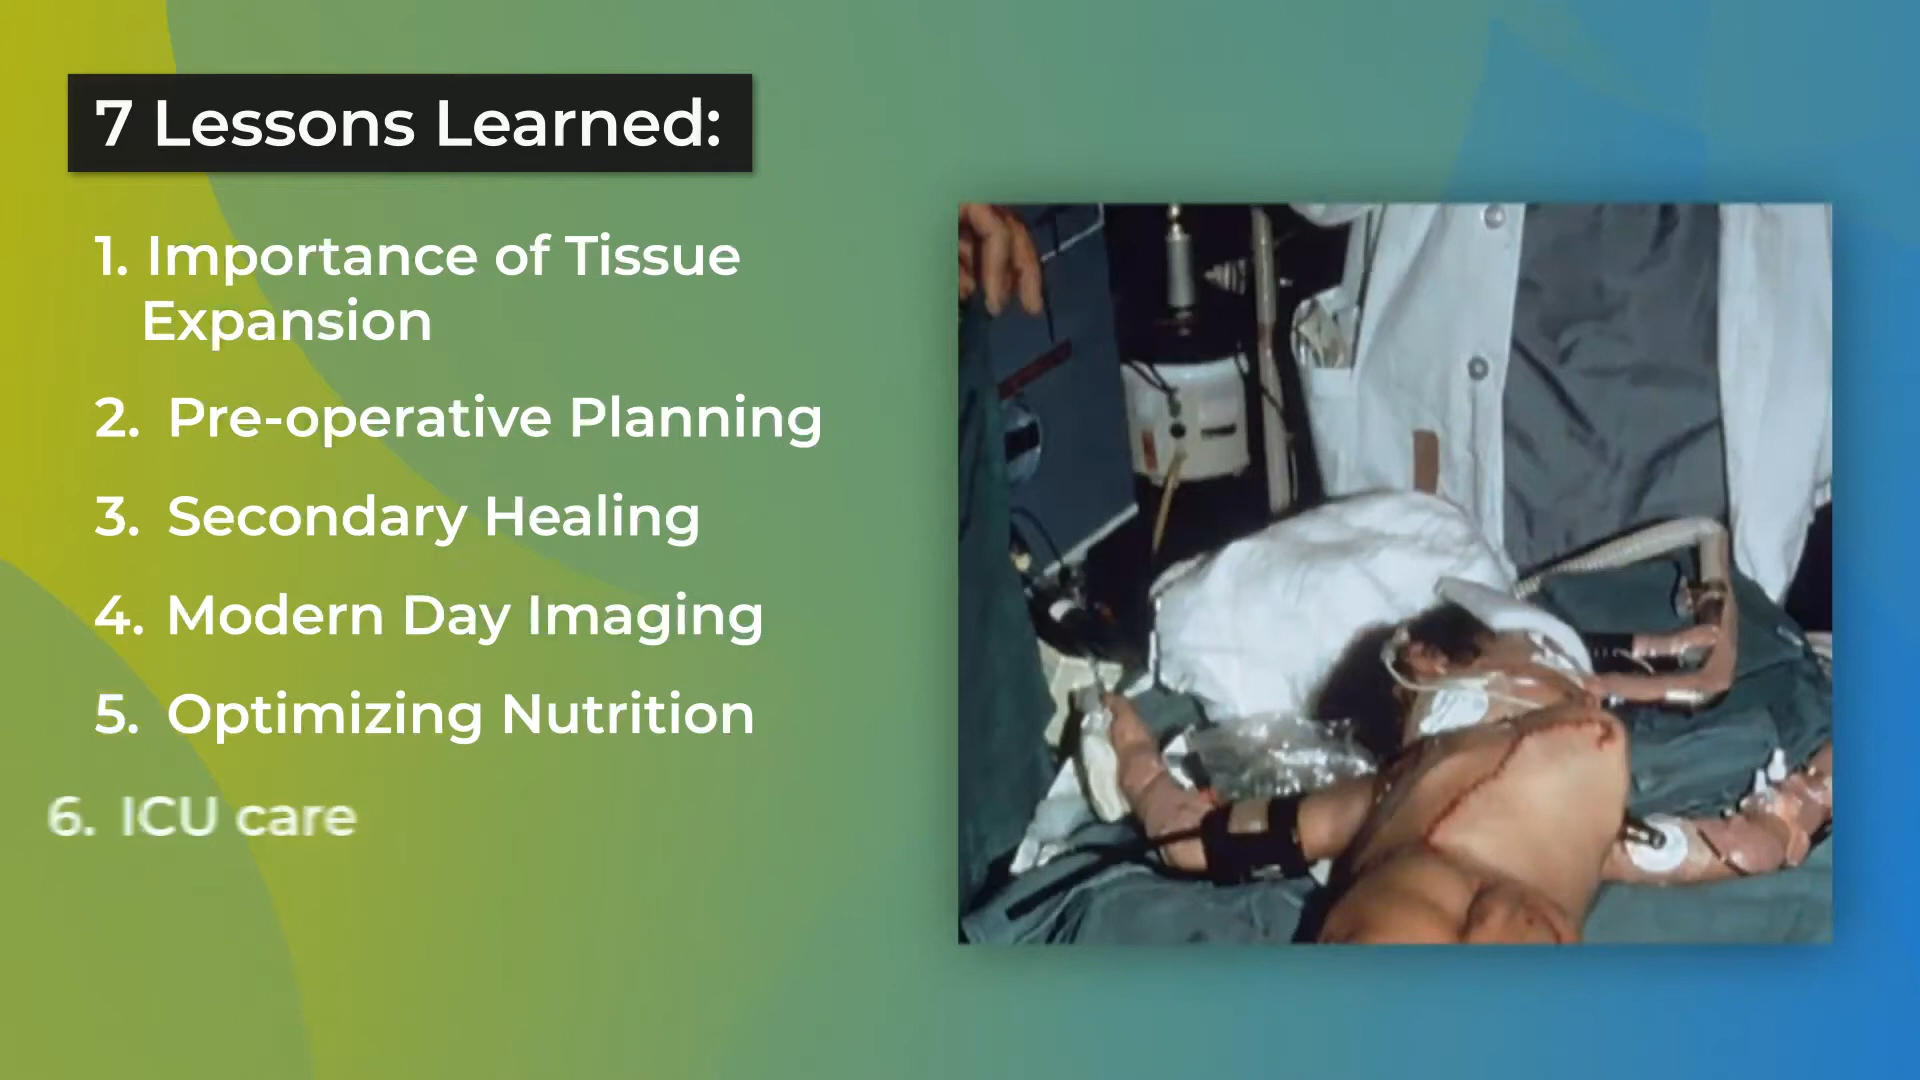 7 Lessons Learned:
1. Importance of Tissue
Expansion
2. Pre-operative Planning
3. Secondary Healing
4. Modern Day Imaging
5. Optimizing Nutrition
6. ICU care